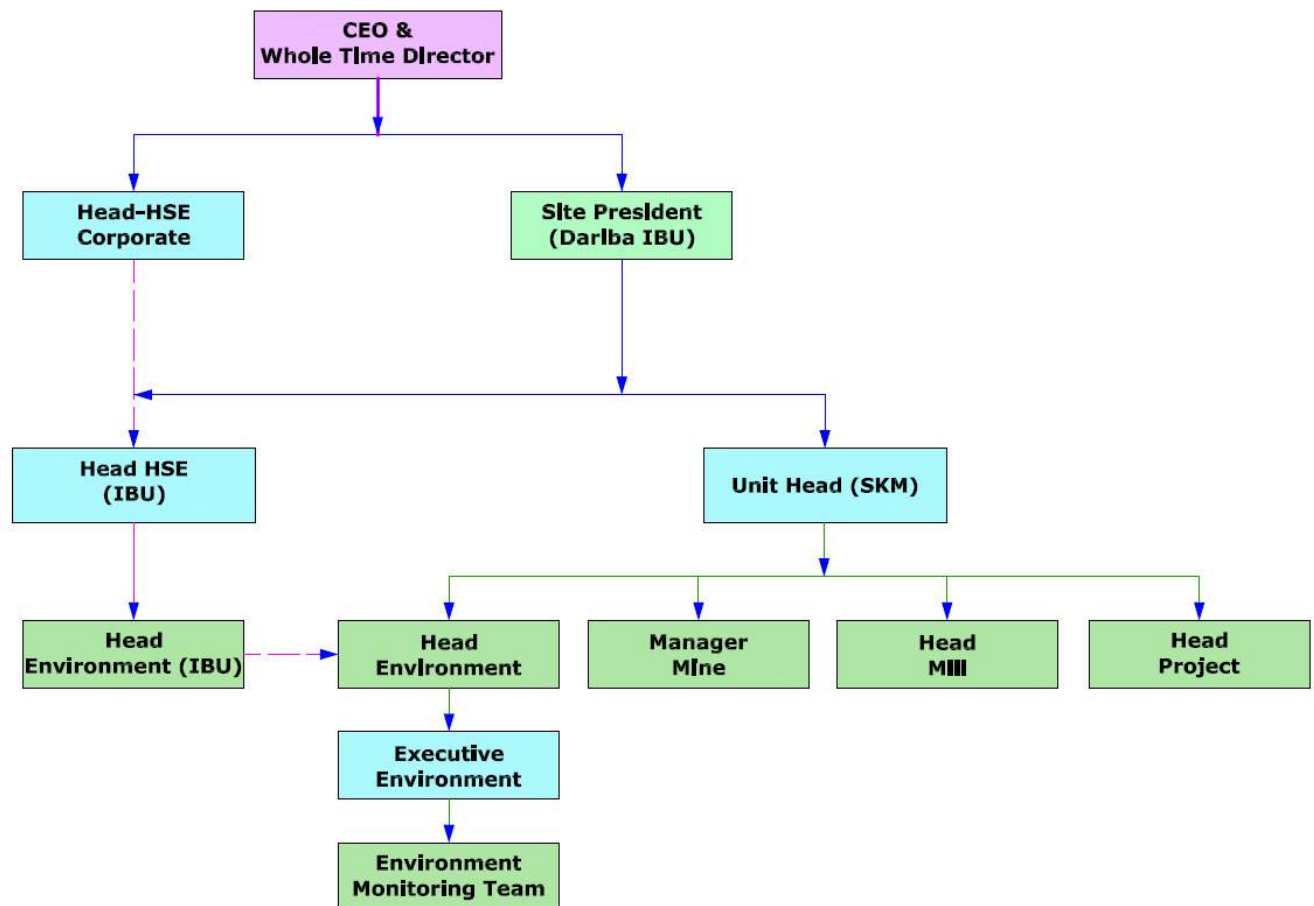 CEO &
Whole Time Director
Head-HSE
Corporate
Site President
(Dariba IBU)
Head HSE
(IBU)
Unit Head (SKM)
Head
Environment (IBU)
Head
Environment
Manager
Mine
Head
Mill
Head
Project
Executive
Environment
Environment
Monitoring Team